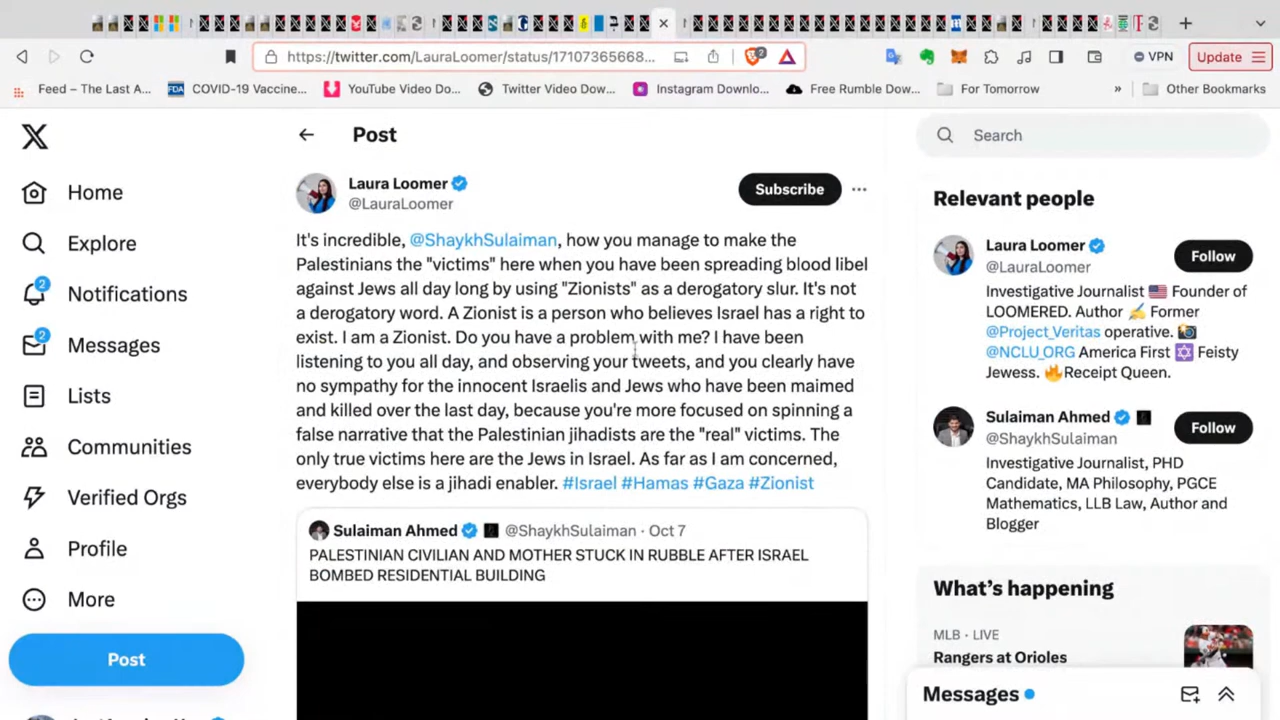 https://twitter.com/LauraLoomer/status/17107365668...
2
VPN
Update
Feed – The Last A...
COVID-19 Vaccine...
YouTube Video Do...
Twitter Video Dow...
Instagram Downlo...
Free Rumble Dow...
For Tomorrow
»
Other Bookmarks
X
Home
Explore
2
Notifications
2
Messages
Lists
Communities
Verified Orgs
Profile
More
Post
Post
Laura Loomer
@LauraLoomer
Subscribe
It's incredible, @ShaykhSulaiman, how you manage to make the
Palestinians the "victims" here when you have been spreading blood libel
against Jews all day long by using "Zionists" as a derogatory slur. It's not
a derogatory word. A Zionist is a person who believes Israel has a right to
exist. I am a Zionist. Do you have a problem with me? I have been
listening to you all day, and observing your tweets, and you clearly have
no sympathy for the innocent Israelis and Jews who have been maimed
and killed over the last day, because you're more focused on spinning a
false narrative that the Palestinian jihadists are the "real" victims. The
only true victims here are the Jews in Israel. As far as I am concerned,
everybody else is a jihadi enabler. #Israel #Hamas #Gaza #Zionist
Sulaiman Ahmed @ShaykhSulaiman · Oct 7
PALESTINIAN CIVILIAN AND MOTHER STUCK IN RUBBLE AFTER ISRAEL
BOMBED RESIDENTIAL BUILDING
Search
Relevant people
Laura Loomer
@LauraLoomer
Follow
Investigative Journalist 🇺🇸 Founder of
LOOMERED. Author ✍️ Former
@Project_Veritas operative. 📸
@NCLU_ORG America First ✡️ Feisty
Jewess. 🔥Receipt Queen.
Sulaiman Ahmed
@ShaykhSulaiman
Follow
Investigative Journalist, PHD
Candidate, MA Philosophy, PGCE
Mathematics, LLB Law, Author and
Blogger
What's happening
MLB · LIVE
Rangers at Orioles
Messages